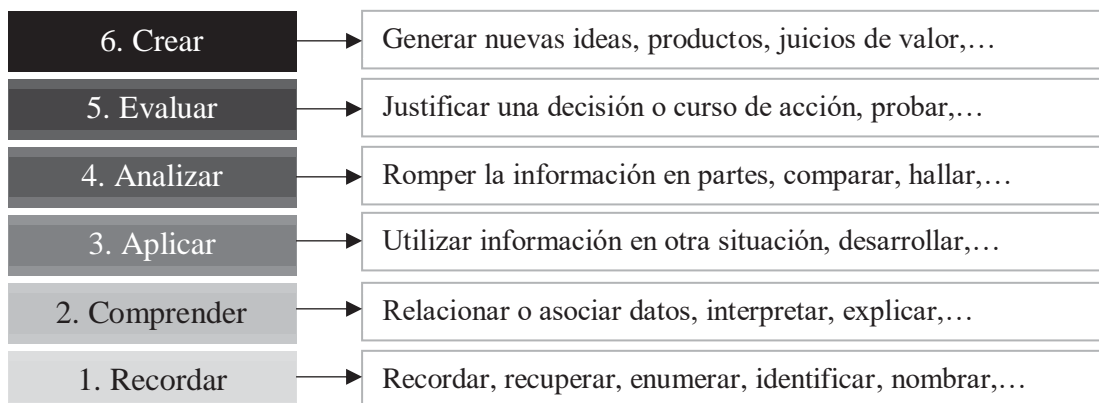 6. Crear
Generar nuevas ideas, productos, juicios de valor,…
5. Evaluar
Justificar una decisión o curso de acción, probar,…
4. Analizar
Romper la información en partes, comparar, hallar,…
3. Aplicar
Utilizar información en otra situación, desarrollar,…
2. Comprender
Relacionar o asociar datos, interpretar, explicar,…
1. Recordar
Recordar, recuperar, enumerar, identificar, nombrar,…